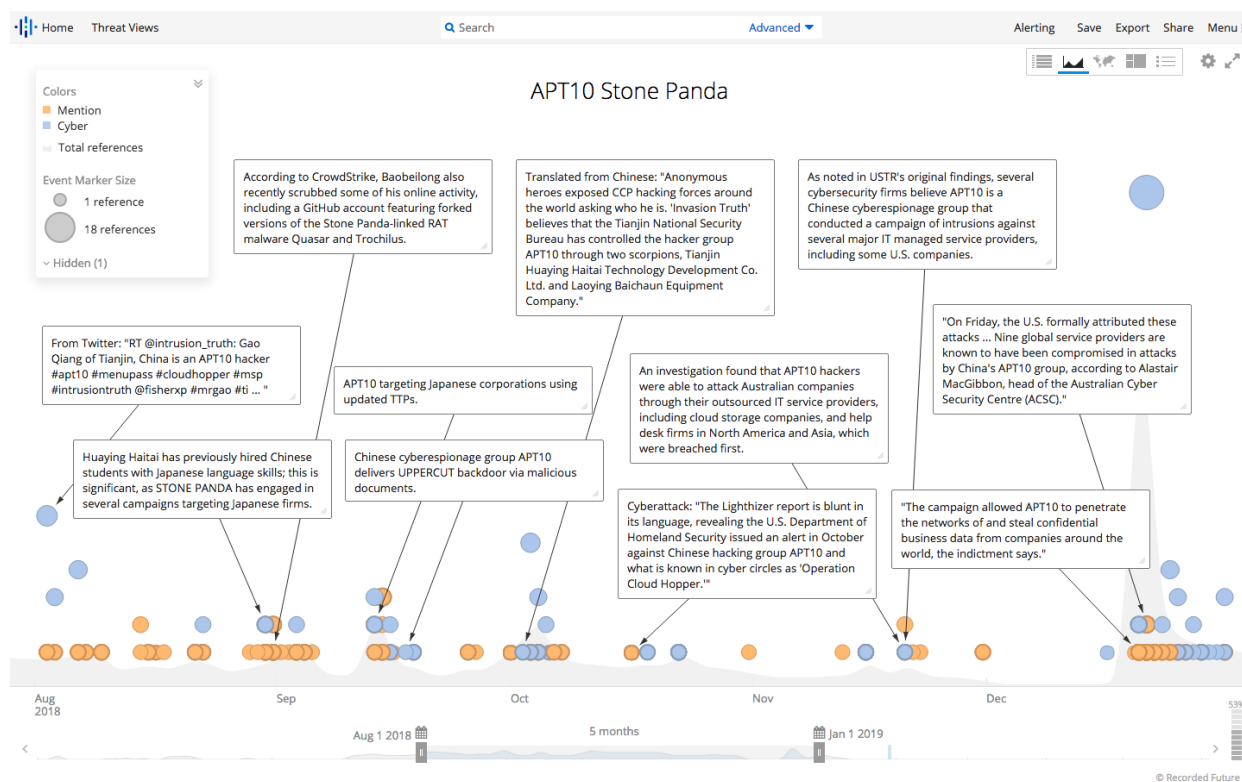 Home Threat Views Search Advanced Alerting Save Export Share Menu
APT10 Stone Panda
Colors
Mention
Cyber
Total references
Event Marker Size
1 reference
18 references
Hidden (1)
According to CrowdStrike, Baobeilong also
recently scrubbed some of his online activity,
including a GitHub account featuring forked
versions of the Stone Panda-linked RAT
malware Quasar and Trochilus.
Translated from Chinese: "Anonymous
heroes exposed CCP hacking forces around
the world asking who he is. 'Invasion Truth'
believes that the Tianjin National Security
Bureau has controlled the hacker group
APT10 through two scorpions, Tianjin
Huaying Haitai Technology Development Co.
Ltd. and Laoying Baichaun Equipment
Company."
As noted in USTR's original findings, several
cybersecurity firms believe APT10 is a
Chinese cyberespionage group that
conducted a campaign of intrusions against
several major IT managed service providers,
including some U.S. companies.
From Twitter: "RT @intrusion_truth: Gao
Qiang of Tianjin, China is an APT10 hacker
#apt10 #menupass #cloudhopper #msp
#intrusiontruth @fisherxp #mrgao #ti ... "
APT10 targeting Japanese corporations using
updated TTPs.
An investigation found that APT10 hackers
were able to attack Australian companies
through their outsourced IT service providers,
including cloud storage companies, and help
desk firms in North America and Asia, which
were breached first.
"On Friday, the U.S. formally attributed these
attacks ... Nine global service providers are
known to have been compromised in attacks
by China's APT10 group, according to Alastair
MacGibbon, head of the Australian Cyber
Security Centre (ACSC)."
Huaying Haitai has previously hired Chinese
students with Japanese language skills; this is
significant, as STONE PANDA has engaged in
several campaigns targeting Japanese firms.
Chinese cyberespionage group APT10
delivers UPPERCUT backdoor via malicious
documents.
Cyberattack: "The Lighthizer report is blunt in
its language, revealing the U.S. Department of
Homeland Security issued an alert in October
against Chinese hacking group APT10 and
what is known in cyber circles as 'Operation
Cloud Hopper.'"
"The campaign allowed APT10 to penetrate
the networks of and steal confidential
business data from companies around the
world, the indictment says."
Aug Sep Oct Nov Dec
2018
539
Aug 1 2018 5 months Jan 1 2019
© Recorded Future